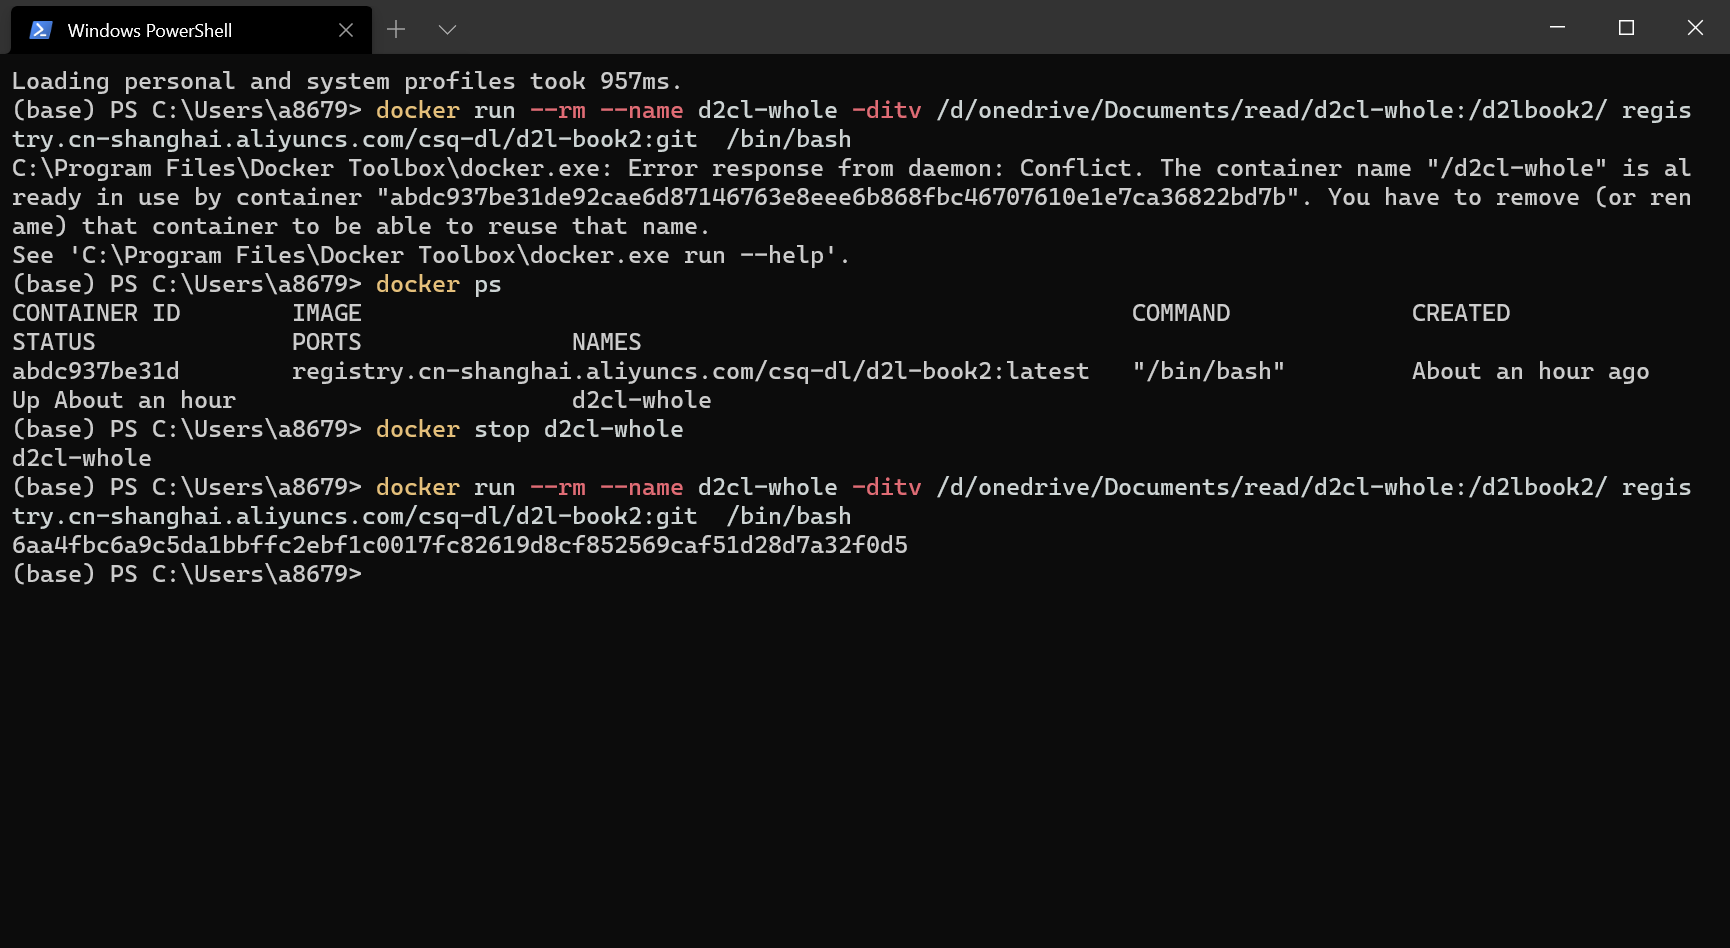 Windows PowerShell
Loading personal and system profiles took 957ms.
(base) PS C:\Users\a8679> docker run --rm --name d2cl-whole -ditv /d/onedrive/Documents/read/d2cl-whole:/d2lbook2/ regis
try.cn-shanghai.aliyuncs.com/csq-dl/d2l-book2:git  /bin/bash
C:\Program Files\Docker Toolbox\docker.exe: Error response from daemon: Conflict. The container name "/d2cl-whole" is al
ready in use by container "abdc937be31de92cae6d87146763e8eee6b868fbc46707610e1e7ca36822bd7b". You have to remove (or ren
ame) that container to be able to reuse that name.
See 'C:\Program Files\Docker Toolbox\docker.exe run --help'.
(base) PS C:\Users\a8679> docker ps
CONTAINER ID        IMAGE                                                       COMMAND             CREATED
STATUS              PORTS               NAMES
abdc937be31d        registry.cn-shanghai.aliyuncs.com/csq-dl/d2l-book2:latest   "/bin/bash"         About an hour ago
Up About an hour                        d2cl-whole
(base) PS C:\Users\a8679> docker stop d2cl-whole
d2cl-whole
(base) PS C:\Users\a8679> docker run --rm --name d2cl-whole -ditv /d/onedrive/Documents/read/d2cl-whole:/d2lbook2/ regis
try.cn-shanghai.aliyuncs.com/csq-dl/d2l-book2:git  /bin/bash
6aa4fbc6a9c5da1bbffc2ebf1c0017fc82619d8cf852569caf51d28d7a32f0d5
(base) PS C:\Users\a8679>